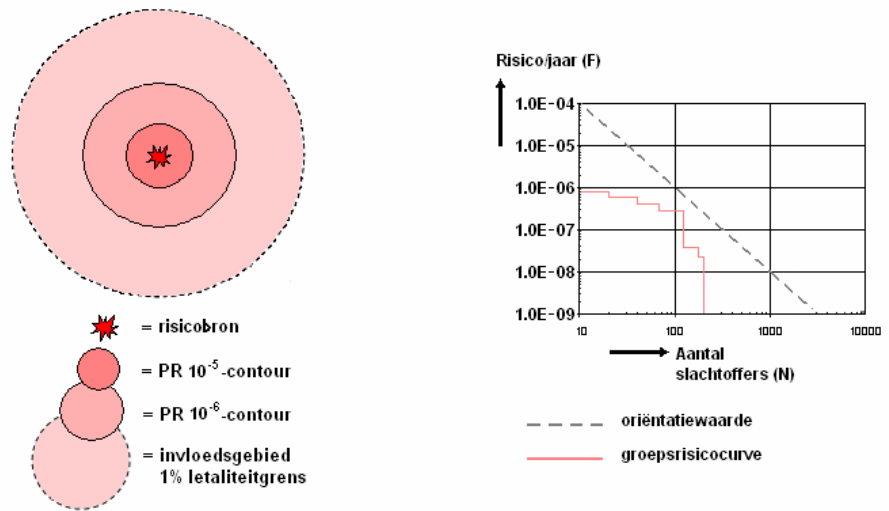 = risicobron
= PR 10⁻⁵-contour
= PR 10⁻⁶-contour
= invloedsgebied
1% letaliteitgrens
Risico/jaar (F)
1.0E-04
1.0E-05
1.0E-06
1.0E-07
1.0E-08
1.0E-09
10 100 1000 10000
Aantal
slachtoffers (N)
oriëntatiewaarde
groepsrisicocurve